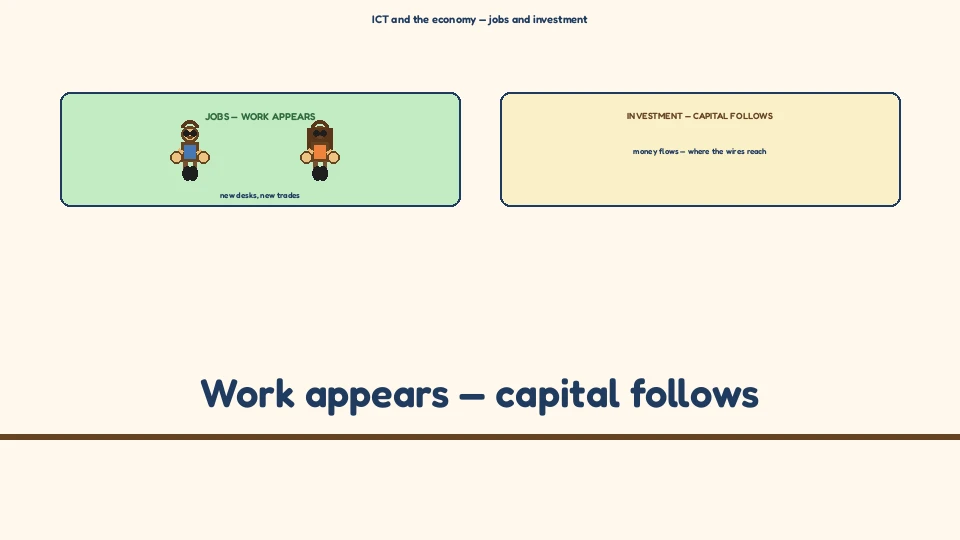 ICT and the economy — jobs and investment
JOBS — WORK APPEARS
new desks, new trades
INVESTMENT — CAPITAL FOLLOWS
money flows — where the wires reach
Work appears — capital follows